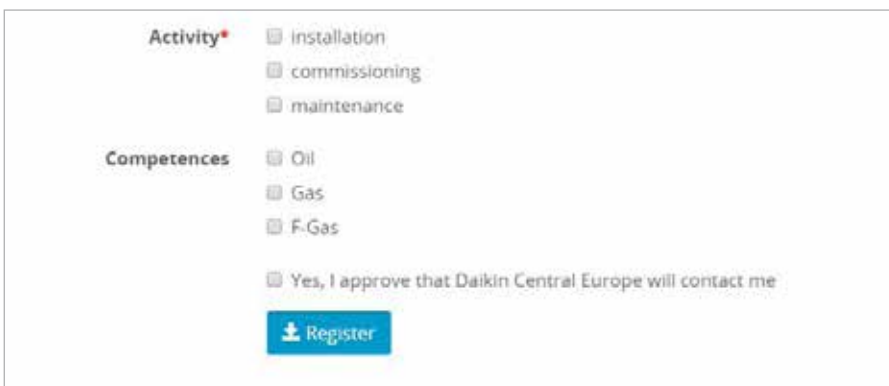 Activity* installation
commissioning
maintenance
Competences Oil
Gas
F-Gas
Yes, I approve that Daikin Central Europe will contact me
Register